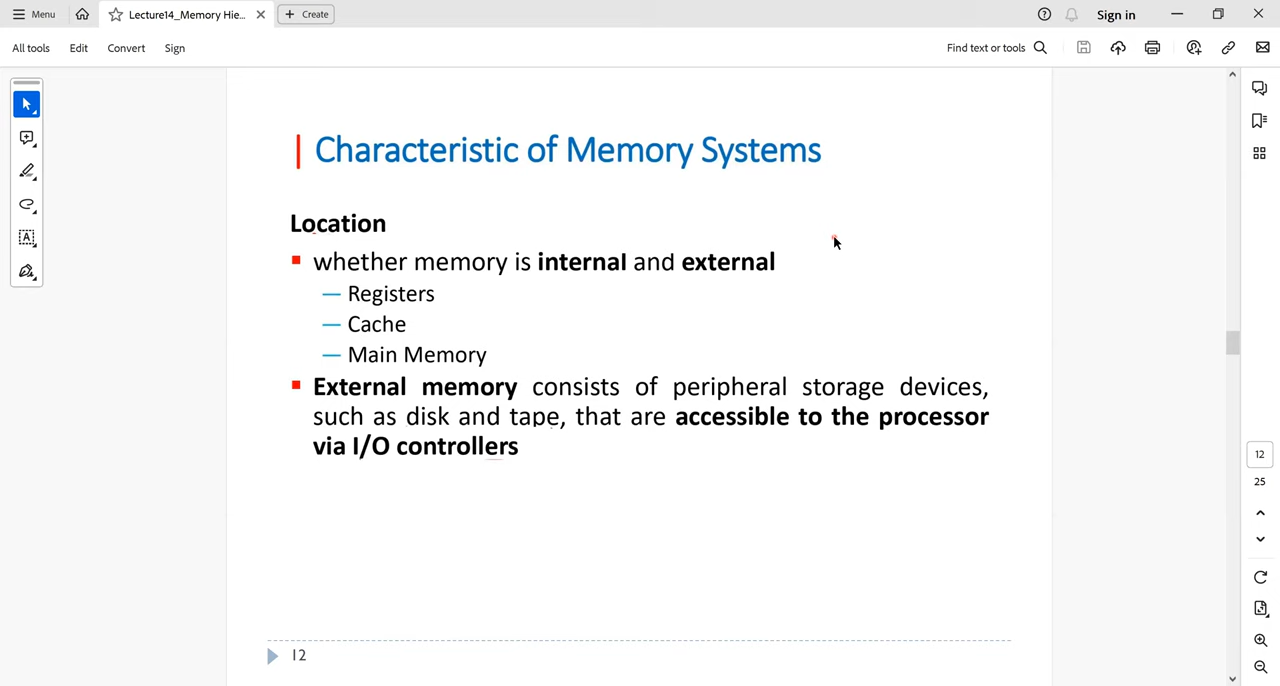 Menu
Lecture14_Memory Hie...
Create
Sign in
All tools
Edit
Convert
Sign
Find text or tools
Characteristic of Memory Systems
Location
whether memory is internal and external
— Registers
— Cache
— Main Memory
External memory consists of peripheral storage devices,
such as disk and tape, that are accessible to the processor
via I/O controllers
12
25
12